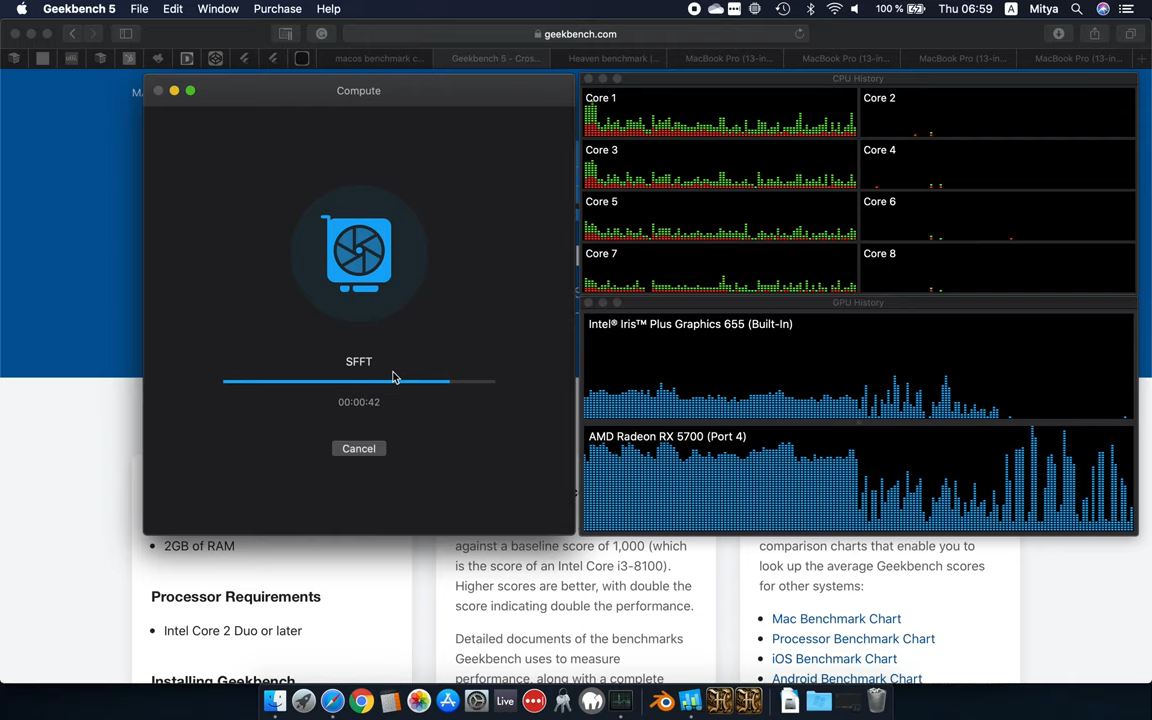 Geekbench 5 File Edit Window Purchase Help 100 % Thu 06:59 A Mitya
geekbench.com
macos benchmark c... Geekbench 5 - Cros... Heaven benchmark |... MacBook Pro (13-in... MacBook Pro (13-in... MacBook Pro (13-in... MacBook Pro (13-in...
Compute
SFFT
00:00:42
Cancel
CPU History
Core 1 Core 2
Core 3 Core 4
Core 5 Core 6
Core 7 Core 8
GPU History
Intel® Iris™ Plus Graphics 655 (Built-In)
AMD Radeon RX 5700 (Port 4)
2GB of RAM
Processor Requirements
Intel Core 2 Duo or later
Installing Geekbench
against a baseline score of 1,000 (which
is the score of an Intel Core i3-8100).
Higher scores are better, with double the
score indicating double the performance.
Detailed documents of the benchmarks
Geekbench uses to measure
performance, along with a complete
comparison charts that enable you to
look up the average Geekbench scores
for other systems:
Mac Benchmark Chart
Processor Benchmark Chart
iOS Benchmark Chart
Android Benchmark Chart
Live